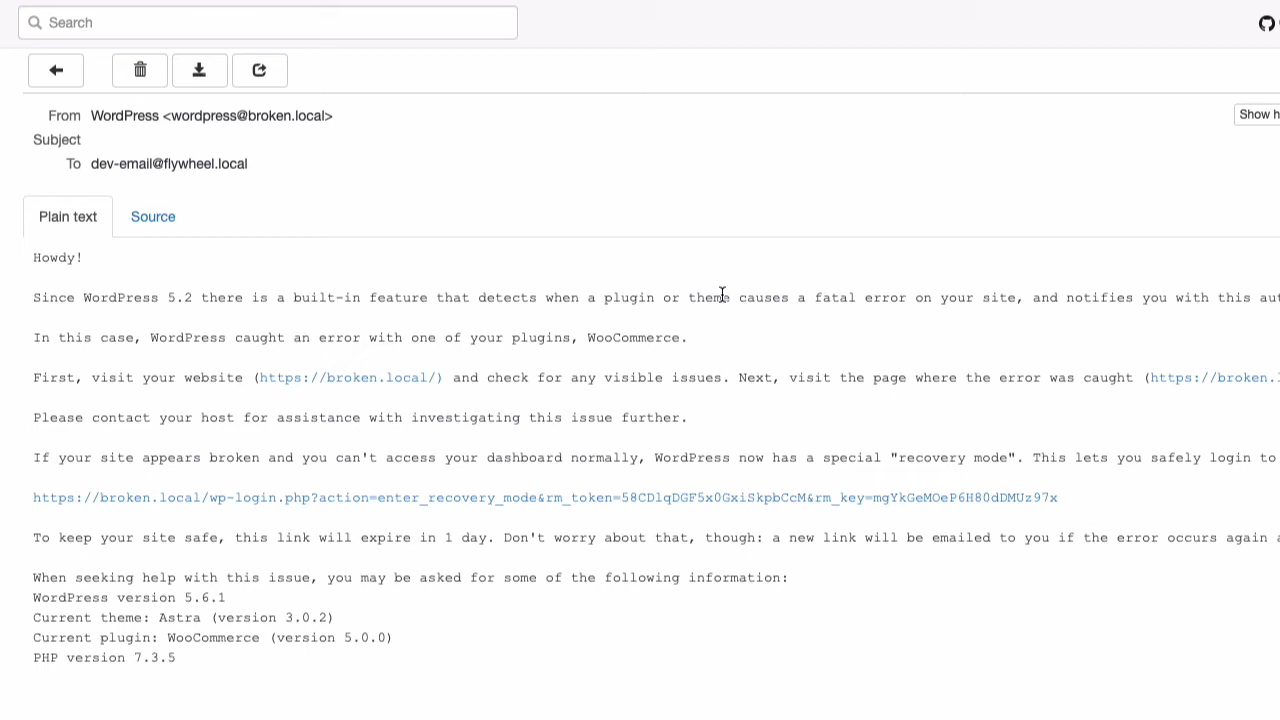 Search
From WordPress <wordpress@broken.local>
Show
Subject
To dev-email@flywheel.local
Plain text Source
Howdy!
Since WordPress 5.2 there is a built-in feature that detects when a plugin or theme causes a fatal error on your site, and notifies you with this
In this case, WordPress caught an error with one of your plugins, WooCommerce.
First, visit your website (https://broken.local/) and check for any visible issues. Next, visit the page where the error was caught (https://broken.
Please contact your host for assistance with investigating this issue further.
If your site appears broken and you can't access your dashboard normally, WordPress now has a special "recovery mode". This lets you safely login to
https://broken.local/wp-login.php?action=enter_recovery_mode&rm_token=58CDlqDGF5x0GxiSkpbCcM&rm_key=mgYkGeMOeP6H80dDMUz97x
To keep your site safe, this link will expire in 1 day. Don't worry about that, though: a new link will be emailed to you if the error occurs again
When seeking help with this issue, you may be asked for some of the following information:
WordPress version 5.6.1
Current theme: Astra (version 3.0.2)
Current plugin: WooCommerce (version 5.0.0)
PHP version 7.3.5